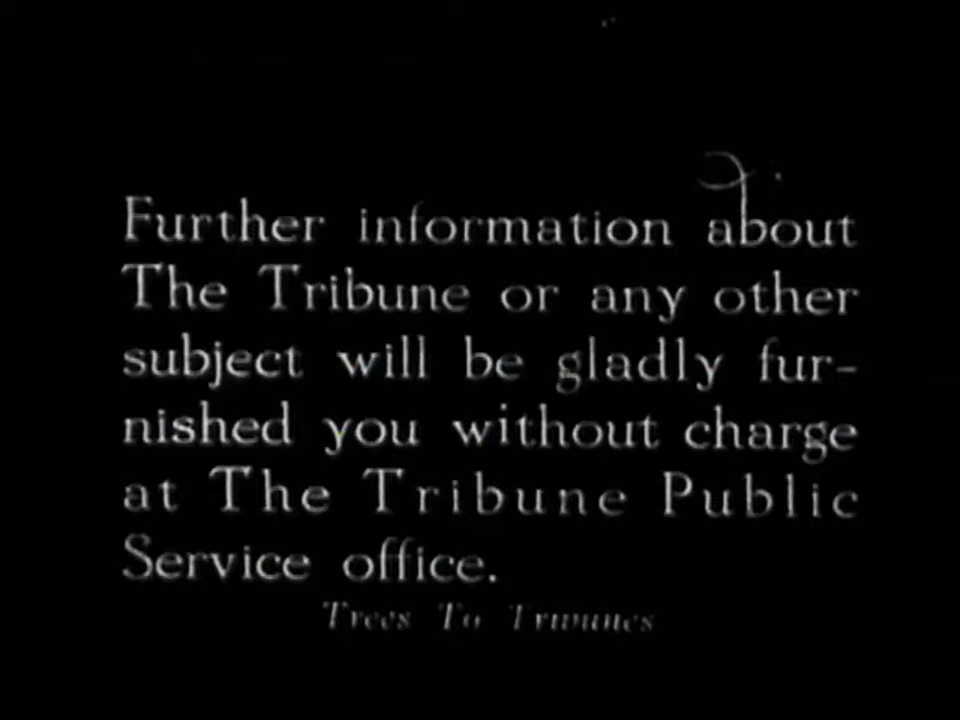 Further information about
The Tribune or any other
subject will be gladly fur-
nished you without charge
at The Tribune Public
Service office.
Trees To Tribunes